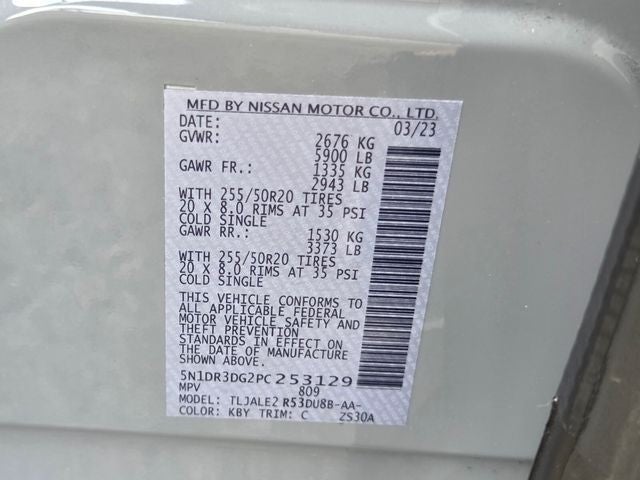 MFD BY NISSAN MOTOR CO., LTD.
DATE: 03/23
GVWR: 2676 KG
5900 LB
GAWR FR.: 1335 KG
2943 LB
WITH 255/50R20 TIRES
20 X 8.0 RIMS AT 35 PSI
COLD SINGLE
GAWR RR.: 1530 KG
3373 LB
WITH 255/50R20 TIRES
20 X 8.0 RIMS AT 35 PSI
COLD SINGLE
THIS VEHICLE CONFORMS TO
ALL APPLICABLE FEDERAL
MOTOR VEHICLE SAFETY AND
THEFT PREVENTION
STANDARDS IN EFFECT ON
THE DATE OF MANUFACTURE
SHOWN ABOVE.
5N1DR3DG2PC253129
MPV 809
MODEL: TLJALE2 R53DU8B-AA-
COLOR: KBY TRIM: C ZS30A